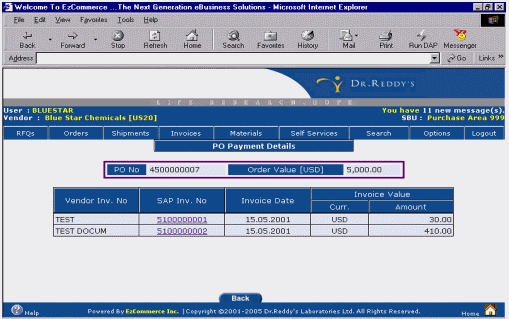 Welcome To EzCommerce ...The Next Generation eBusiness Solutions - Microsoft Internet Explorer
File Edit View Favorites Tools Help
Back Forward Stop Refresh Home Search Favorites History Mail Print Run DAP Messenger
Address Go Links »
DR.REDDY'S
LIFE. RESEARCH. HOPE
User : BLUESTAR You have 11 new message(s).
Vendor : Blue Star Chemicals [US20] SBU : Purchase Area 999
RFQs Orders Shipments Invoices Materials Self Services Search Options Logout
PO Payment Details
PO No 4500000007 Order Value [USD] 5,000.00
Vendor Inv. No SAP Inv. No Invoice Date Invoice Value
Curr. Amount
TEST 5100000001 15.05.2001 USD 30.00
TEST DOCUM 5100000002 15.05.2001 USD 410.00
Back
Help Powered By EzCommerce Inc. |Copyright ©2001-2005 Dr.Reddy's Laboratories Ltd. All Rights Reserved. Home